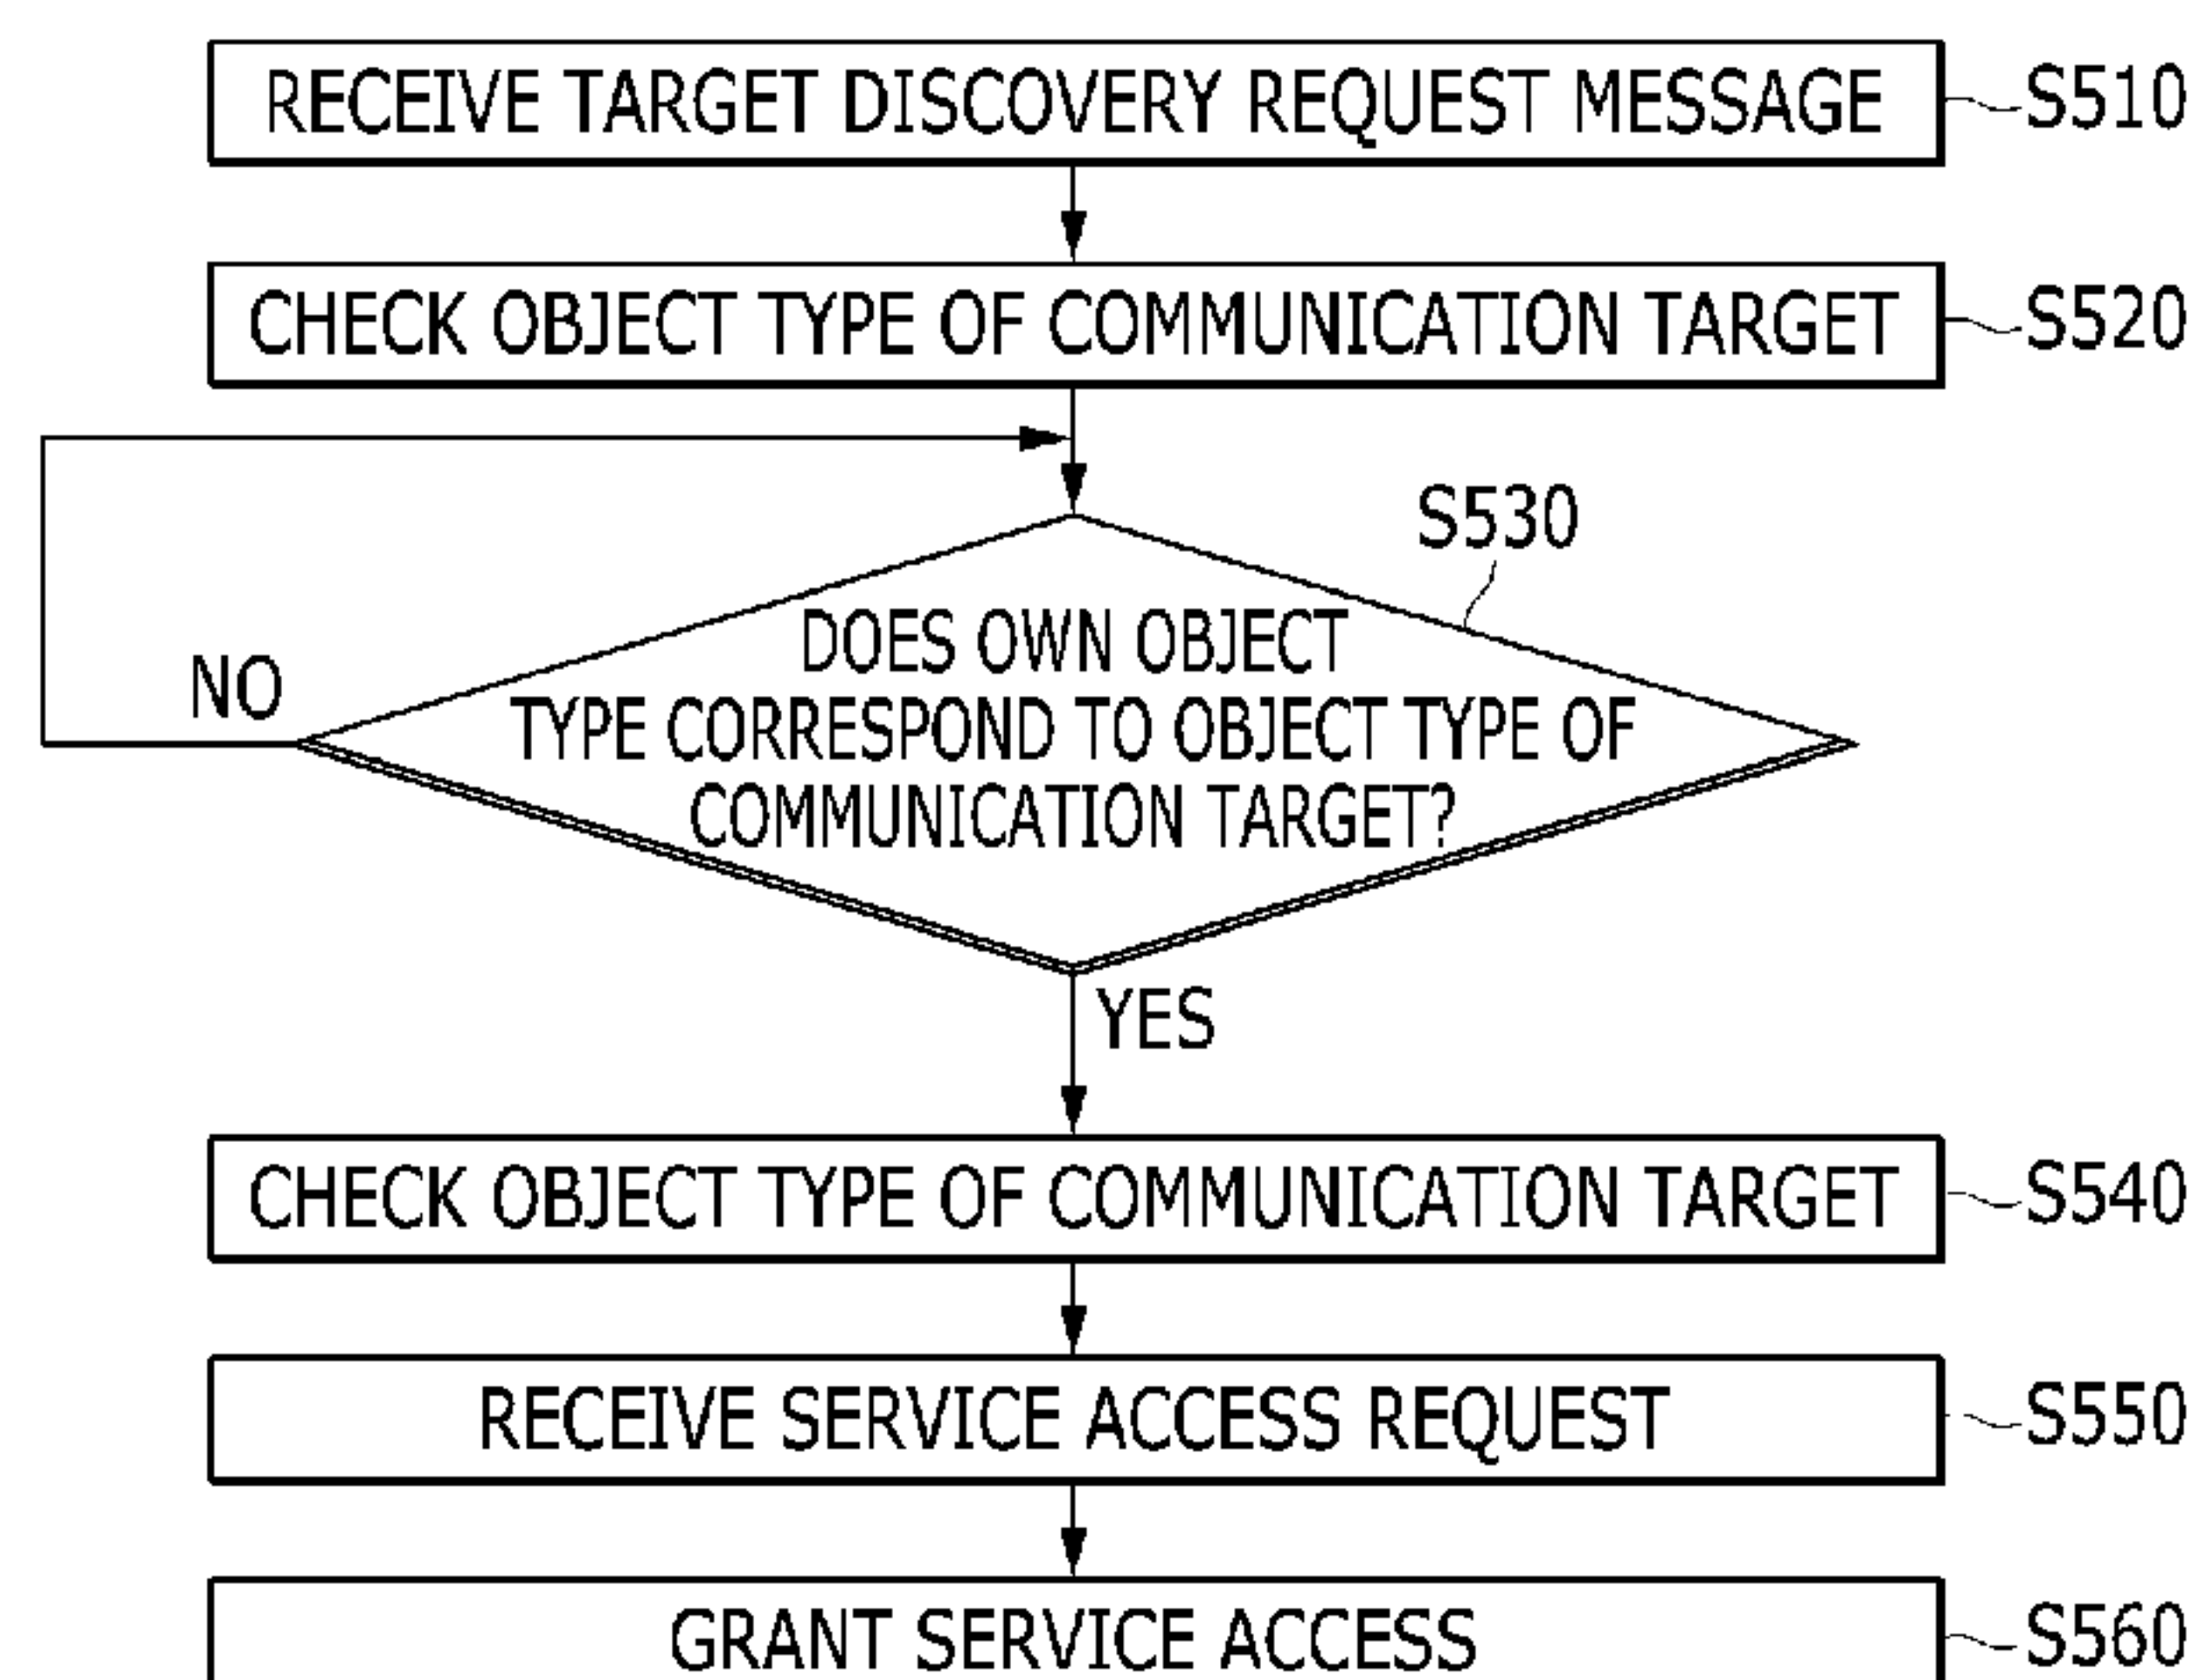 RECEIVE TARGET DISCOVERY REQUEST MESSAGE
S510
CHECK OBJECT TYPE OF COMMUNICATION TARGET
S520
S530
DOES OWN OBJECT
TYPE CORRESPOND TO OBJECT TYPE OF
COMMUNICATION TARGET?
NO
YES
CHECK OBJECT TYPE OF COMMUNICATION TARGET
S540
RECEIVE SERVICE ACCESS REQUEST
S550
GRANT SERVICE ACCESS
S560